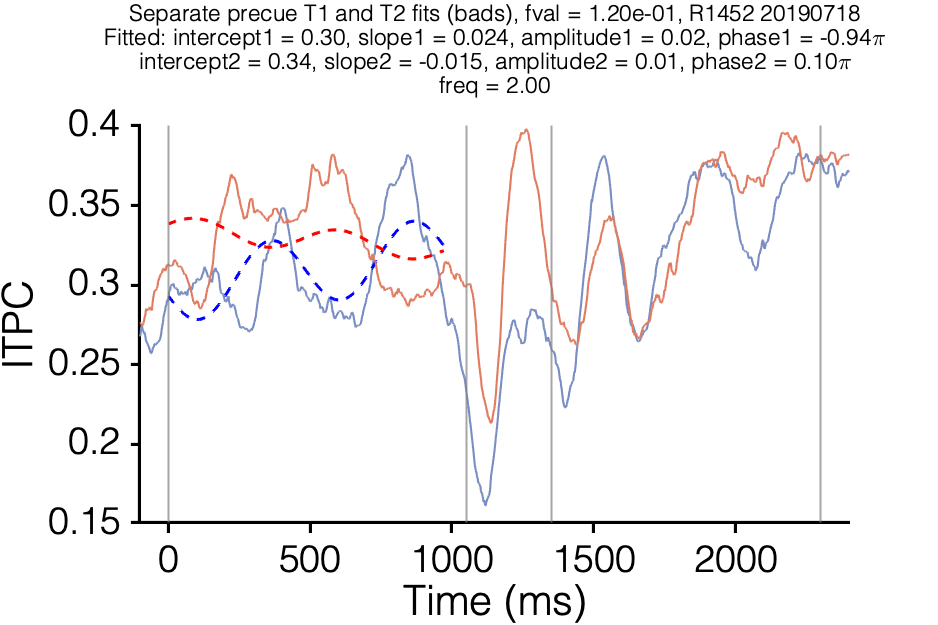 Separate precue T1 and T2 fits (bads), fval = 1.20e-01, R1452 20190718
Fitted: intercept1 = 0.30, slope1 = 0.024, amplitude1 = 0.02, phase1 = -0.94π
intercept2 = 0.34, slope2 = -0.015, amplitude2 = 0.01, phase2 = 0.10π
freq = 2.00
0.4
0.35
0.3
0.25
0.2
0.15
ITPC
0 500 1000 1500 2000
Time (ms)